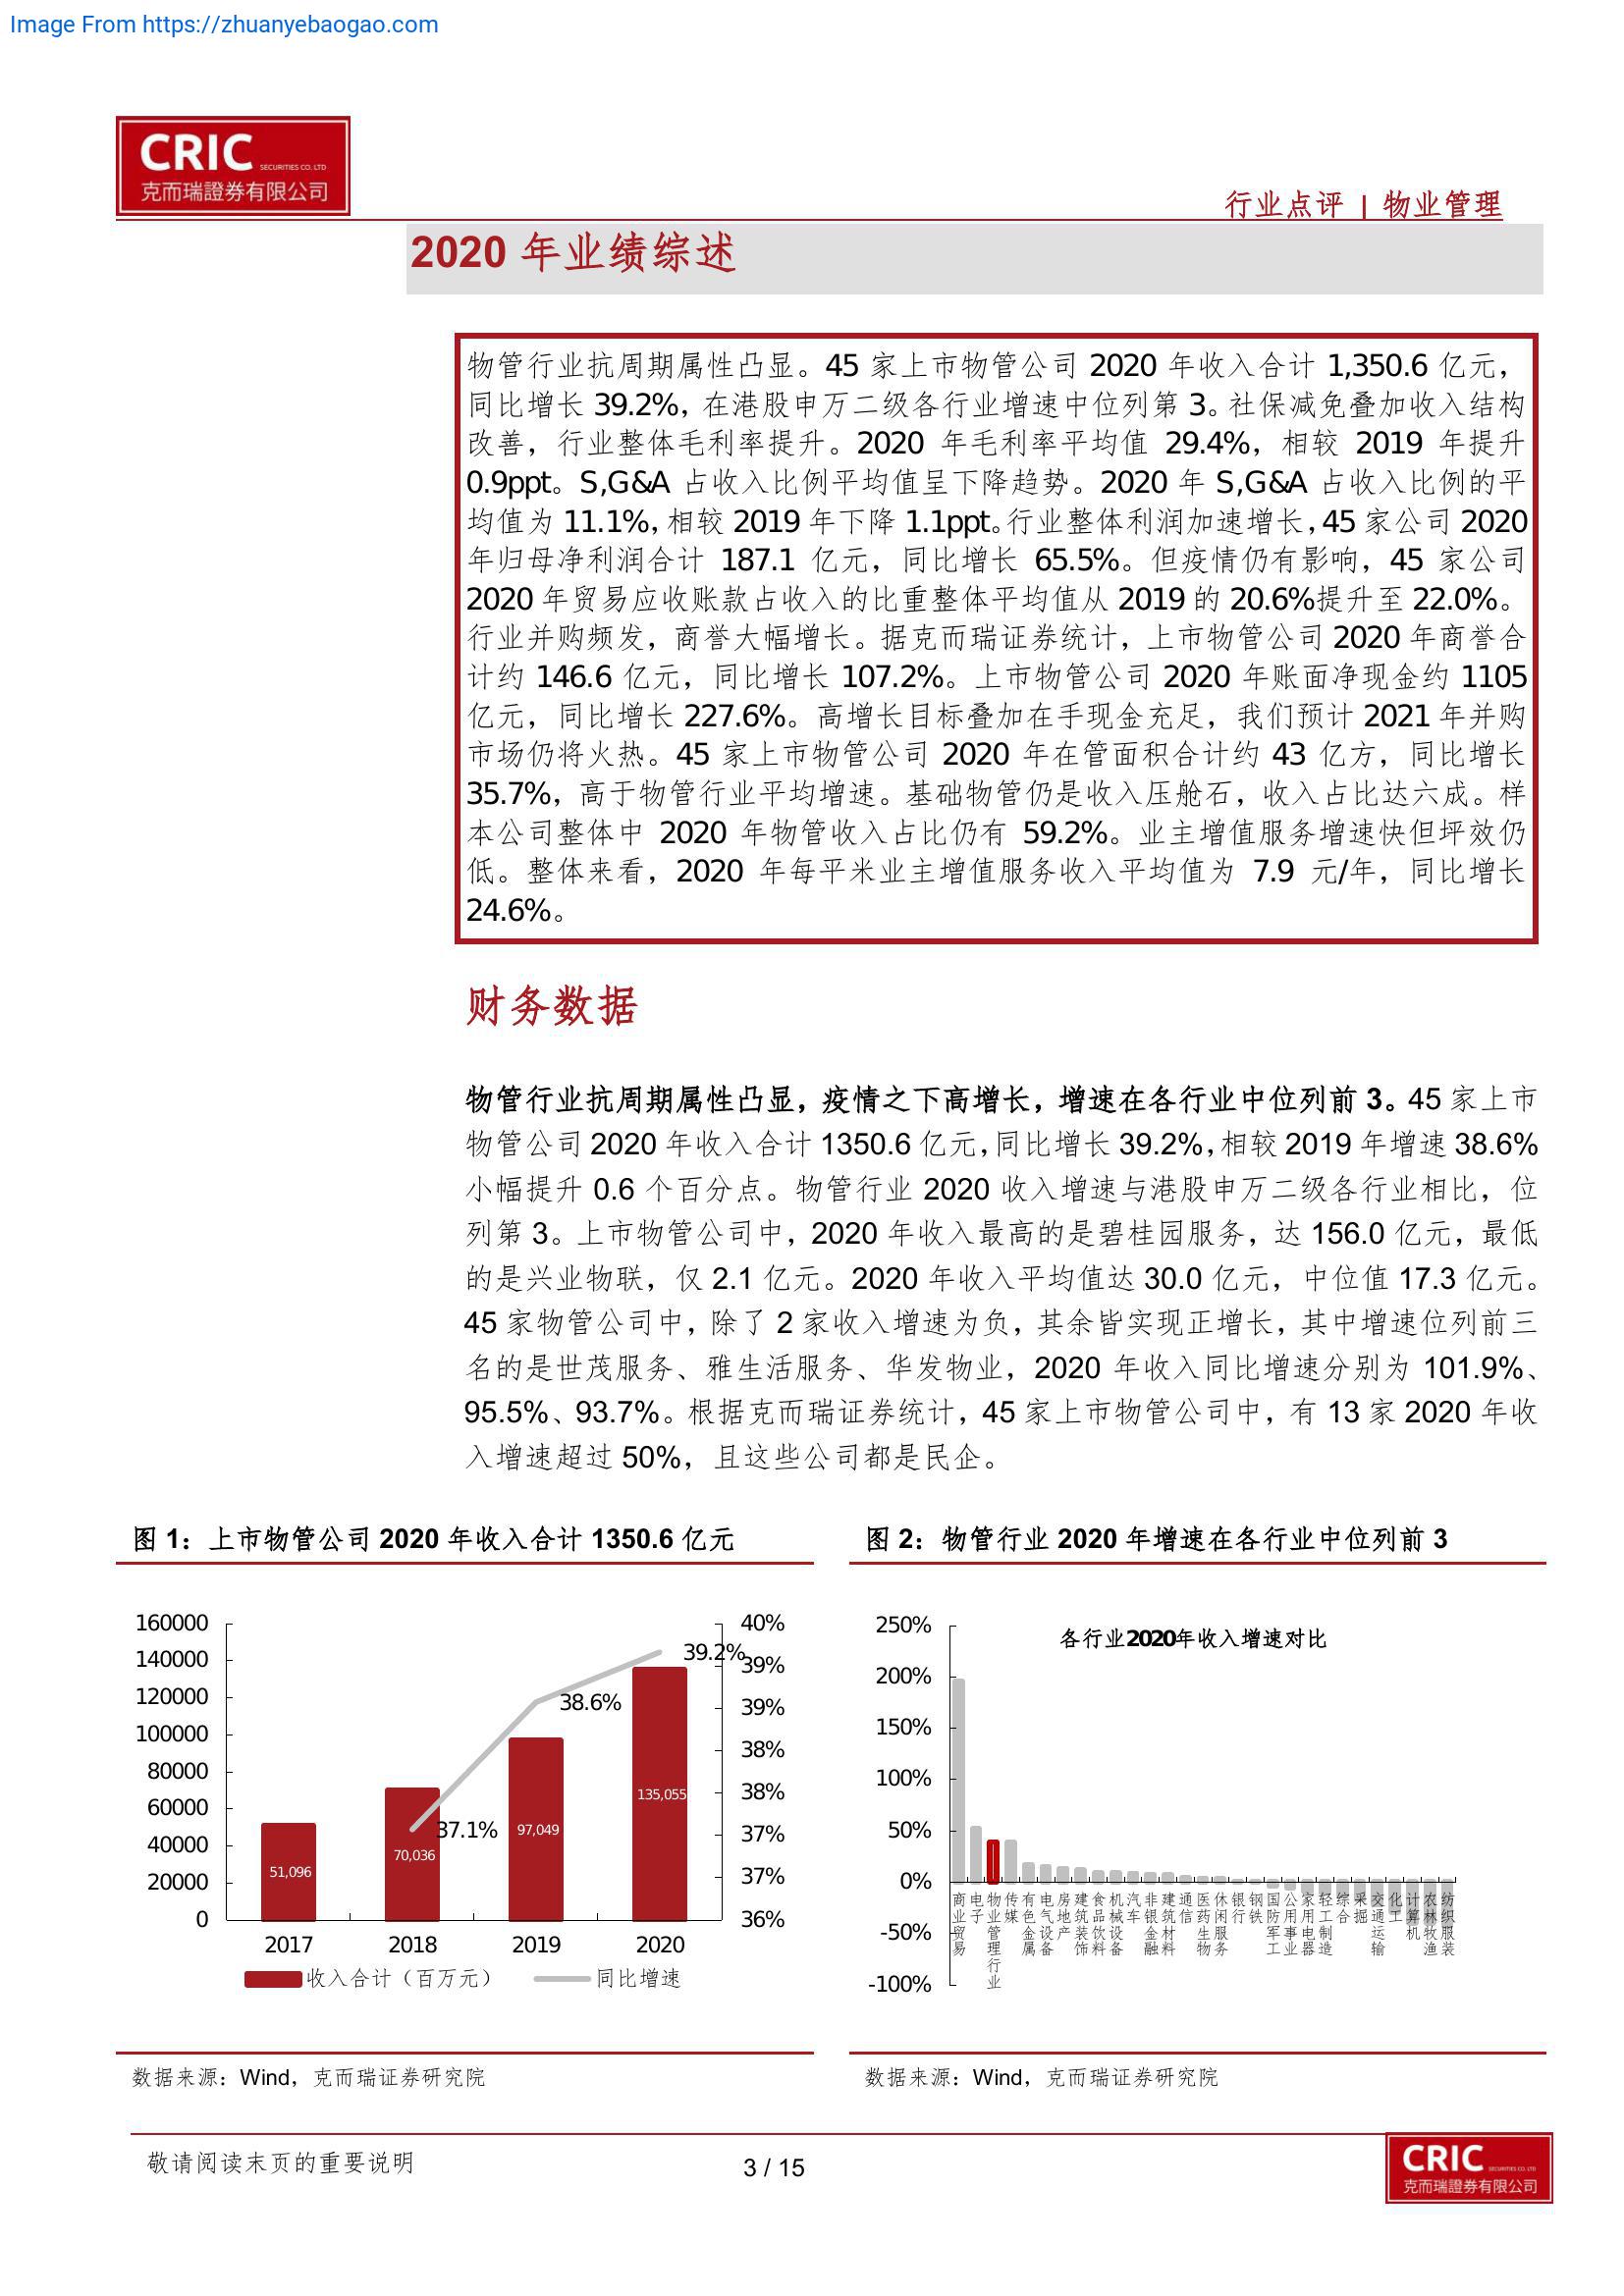 Image From https://zhuanyebaogao.com
CRIC SECURITIES CO. LTD
克而瑞證券有限公司
行业点评 | 物业管理
2020 年业绩综述
物管行业抗周期属性凸显。45 家上市物管公司 2020 年收入合计 1,350.6 亿元，
同比增长 39.2%，在港股申万二级各行业增速中位列第 3。社保减免叠加收入结构
改善，行业整体毛利率提升。2020 年毛利率平均值 29.4%，相较 2019 年提升
0.9ppt。S,G&A 占收入比例平均值呈下降趋势。2020 年 S,G&A 占收入比例的平
均值为 11.1%，相较 2019 年下降 1.1ppt。行业整体利润加速增长，45 家公司 2020
年归母净利润合计 187.1 亿元，同比增长 65.5%。但疫情仍有影响，45 家公司
2020 年贸易应收账款占收入的比重整体平均值从 2019 的 20.6%提升至 22.0%。
行业并购频发，商誉大幅增长。据克而瑞证券统计，上市物管公司 2020 年商誉合
计约 146.6 亿元，同比增长 107.2%。上市物管公司 2020 年账面净现金约 1105
亿元，同比增长 227.6%。高增长目标叠加在手现金充足，我们预计 2021 年并购
市场仍将火热。45 家上市物管公司 2020 年在管面积合计约 43 亿方，同比增长
35.7%，高于物管行业平均增速。基础物管仍是收入压舱石，收入占比达六成。样
本公司整体中 2020 年物管收入占比仍有 59.2%。业主增值服务增速快但坪效仍
低。整体来看，2020 年每平米业主增值服务收入平均值为 7.9 元/年，同比增长
24.6%。
财务数据
物管行业抗周期属性凸显，疫情之下高增长，增速在各行业中位列前 3。45 家上市
物管公司 2020 年收入合计 1350.6 亿元，同比增长 39.2%，相较 2019 年增速 38.6%
小幅提升 0.6 个百分点。物管行业 2020 收入增速与港股申万二级各行业相比，位
列第 3。上市物管公司中，2020 年收入最高的是碧桂园服务，达 156.0 亿元，最低
的是兴业物联，仅 2.1 亿元。2020 年收入平均值达 30.0 亿元，中位值 17.3 亿元。
45 家物管公司中，除了 2 家收入增速为负，其余皆实现正增长，其中增速位列前三
名的是世茂服务、雅生活服务、华发物业，2020 年收入同比增速分别为 101.9%、
95.5%、93.7%。根据克而瑞证券统计，45 家上市物管公司中，有 13 家 2020 年收
入增速超过 50%，且这些公司都是民企。
图 1：上市物管公司 2020 年收入合计 1350.6 亿元
160000
140000
120000
100000
80000
60000
40000
20000
0
40%
39%
39%
38%
38%
37%
37%
36%
51,096
70,036
97,049
135,055
37.1%
38.6%
39.2%
2017 2018 2019 2020
收入合计（百万元） 同比增速
数据来源：Wind，克而瑞证券研究院
图 2：物管行业 2020 年增速在各行业中位列前 3
各行业2020年收入增速对比
250%
200%
150%
100%
50%
0%
-50%
-100%
商业贸易
电子
物业管理行业
传媒
有色金属
电气设备
房地产
建筑装饰
食品饮料
机械设备
汽车
非银金融
建筑材料
通信
医药生物
休闲服务
银行
钢铁
国防军工
公用事业
家用电器
轻工制造
综合
采掘
交通运输
化工
计算机
农林牧渔
纺织服装
数据来源：Wind，克而瑞证券研究院
敬请阅读末页的重要说明
3 / 15
CRIC SECURITIES CO. LTD
克而瑞證券有限公司